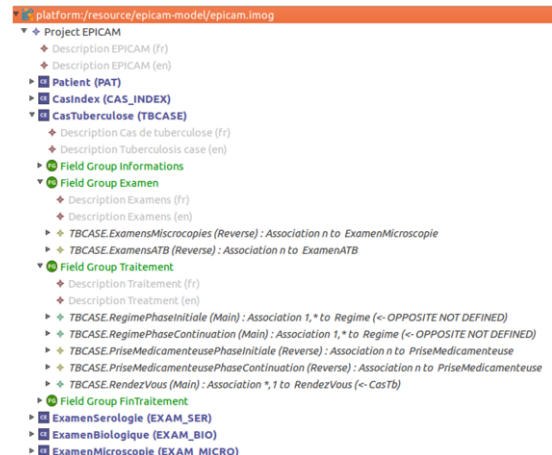 platform:/resource/epicam-model/epicam.imog
Project EPICAM
Description EPICAM (fr)
Description EPICAM (en)
Patient (PAT)
CasIndex (CAS_INDEX)
CasTuberculose (TBCASE)
Description Cas de tuberculose (fr)
Description Tuberculosis case (en)
FG Field Group Informations
FG Field Group Examen
Description Examens (fr)
Description Examens (en)
TBCASE.ExamensMiscrocopies (Reverse) : Association n to ExamenMicroscopie
TBCASE.ExamensATB (Reverse) : Association n to ExamenATB
FG Field Group Traitement
Description Traitement (fr)
Description Treatment (en)
TBCASE.RegimePhaseInitiale (Main) : Association 1,* to Regime (<- OPPOSITE NOT DEFINED)
TBCASE.RegimePhaseContinuation (Main) : Association 1,* to Regime (<- OPPOSITE NOT DEFINED)
TBCASE.PriseMedicamenteusePhaseInitiale (Reverse) : Association n to PriseMedicamenteuse
TBCASE.PriseMedicamenteusePhaseContinuation (Reverse) : Association n to PriseMedicamenteuse
TBCASE.RendezVous (Main) : Association *,1 to RendezVous (<- CasTb)
FG Field Group FinTraitement
ExamenSerologie (EXAM_SER)
ExamenBiologique (EXAM_BIO)
ExamenMicroscopie (EXAM_MICRO)